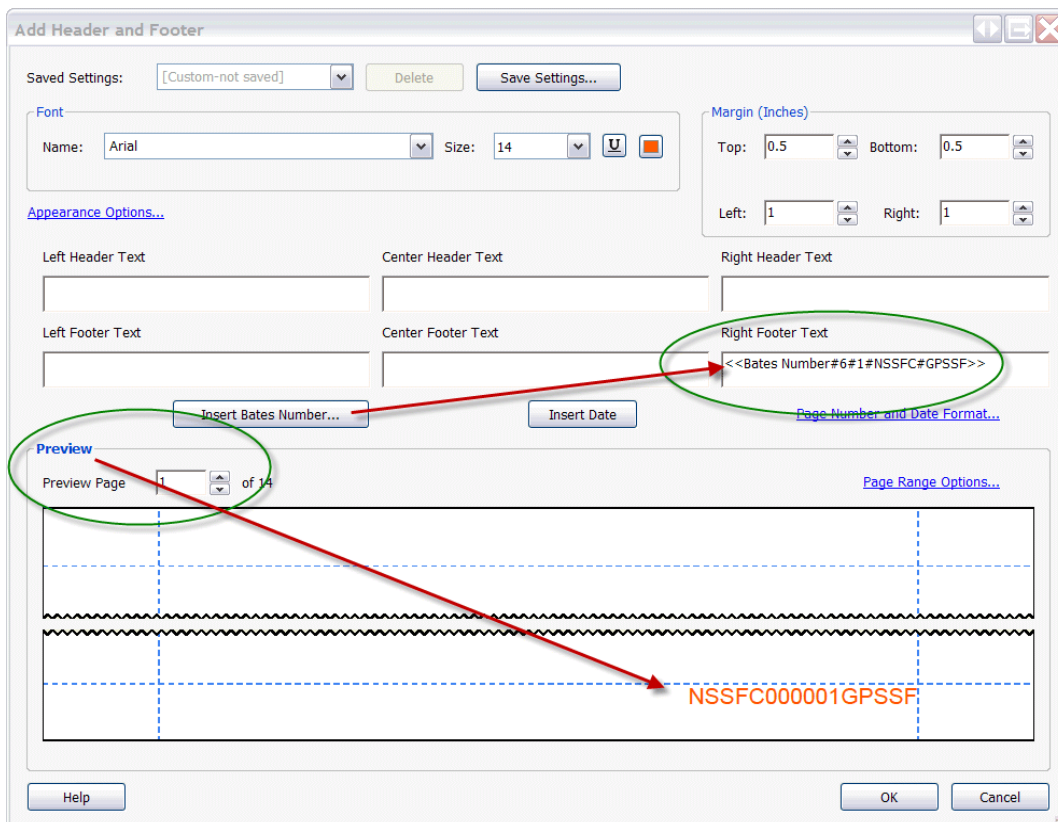 Add Header and Footer
Saved Settings: [Custom-not saved] Delete Save Settings...
Font
Name: Arial Size: 14 U
Margin (Inches)
Top: 0.5 Bottom: 0.5
Left: 1 Right: 1
Appearance Options...
Left Header Text Center Header Text Right Header Text
Left Footer Text Center Footer Text Right Footer Text
<<Bates Number#6#1#NSSFC#GPSSF>>
Insert Bates Number... Insert Date Page Number and Date Format...
Preview
Preview Page 1 of 14 Page Range Options...
NSSFC000001GPSSF
Help OK Cancel